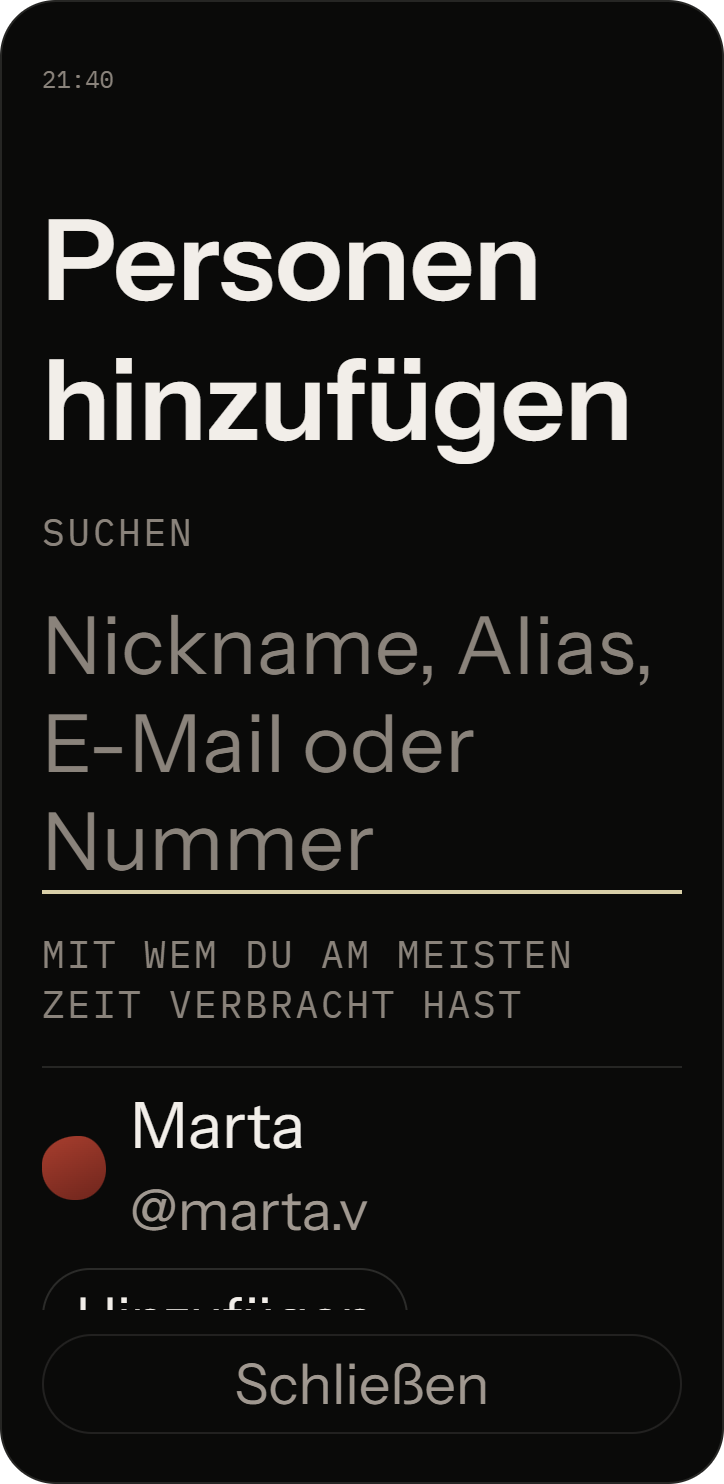 21:40
Personen
hinzufügen
SUCHEN
Nickname, Alias,
E-Mail oder
Nummer
MIT WEM DU AM MEISTEN
ZEIT VERBRACHT HAST
Marta
@marta.v
Hinzufügen
Schließen